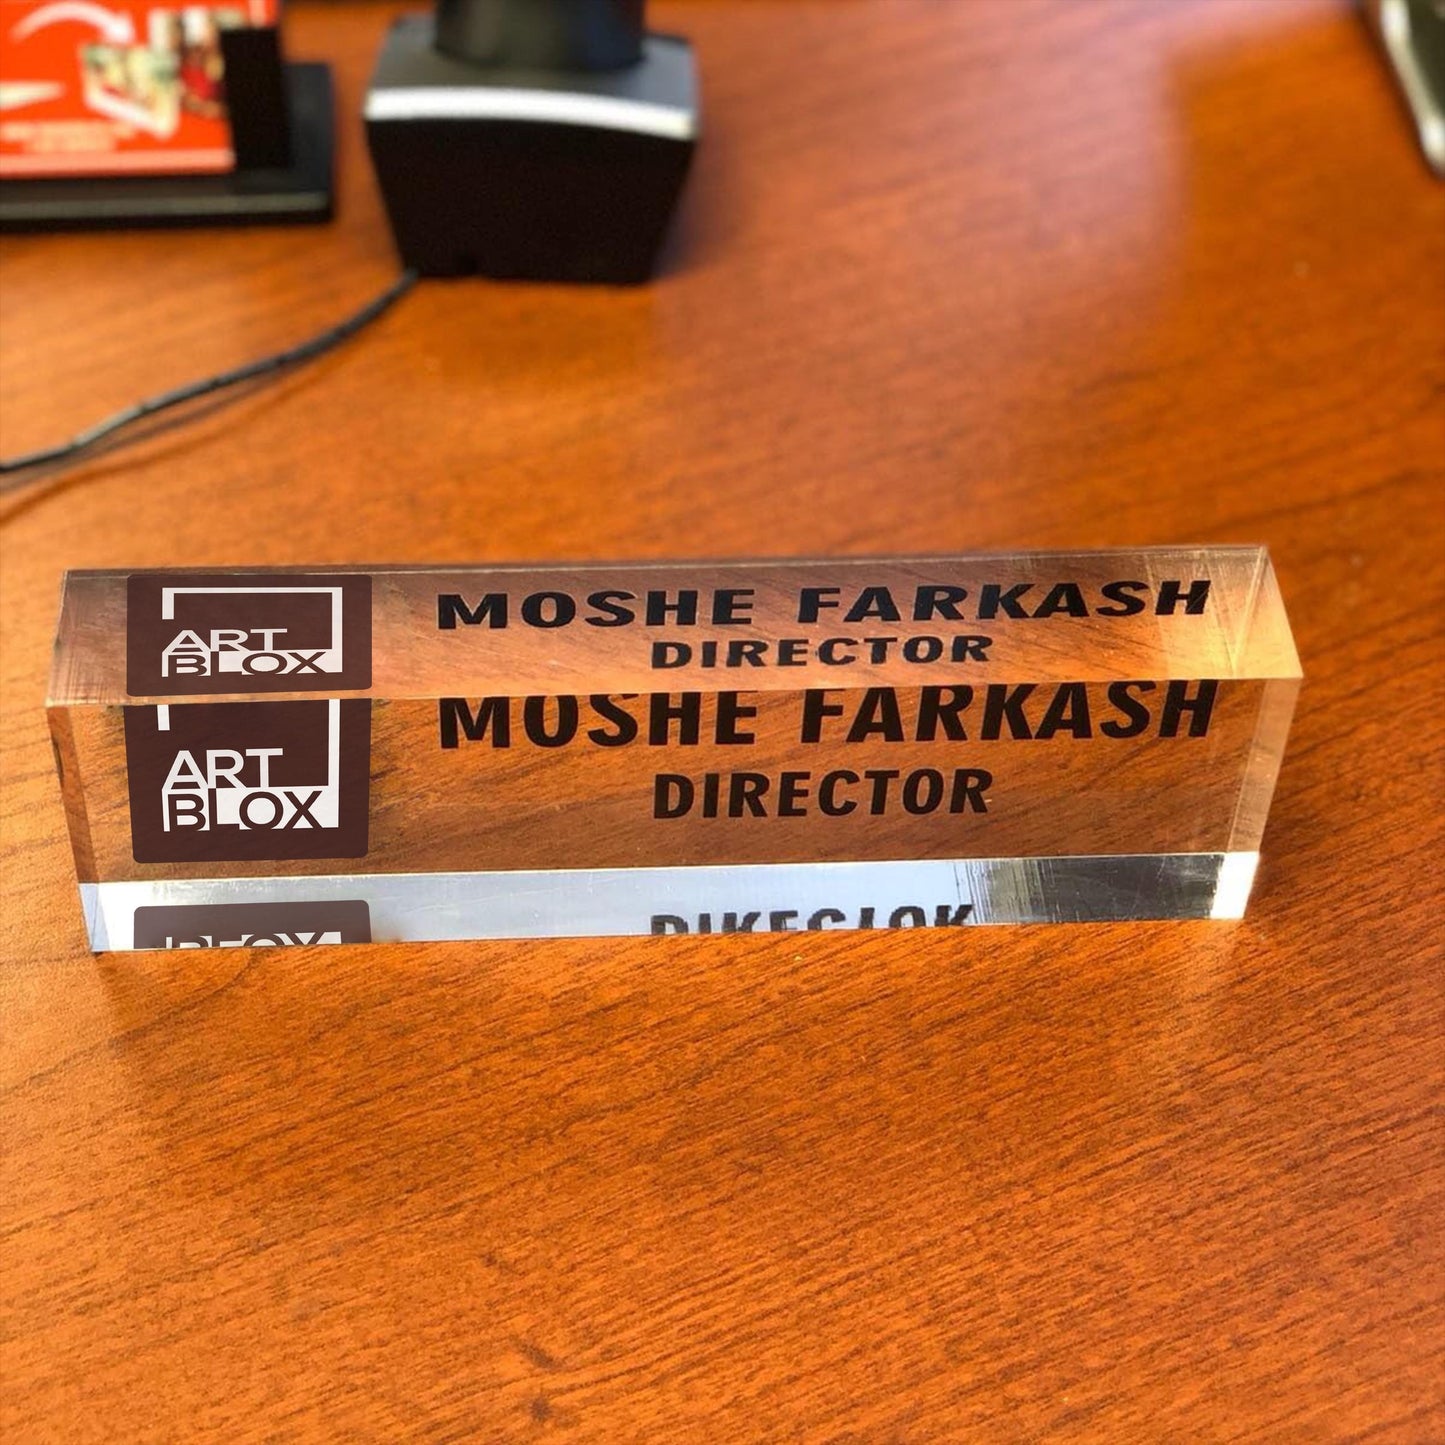 ART
BLOX
MOSHE FARKASH
DIRECTOR
ART
BLOX
MOSHE FARKASH
DIRECTOR